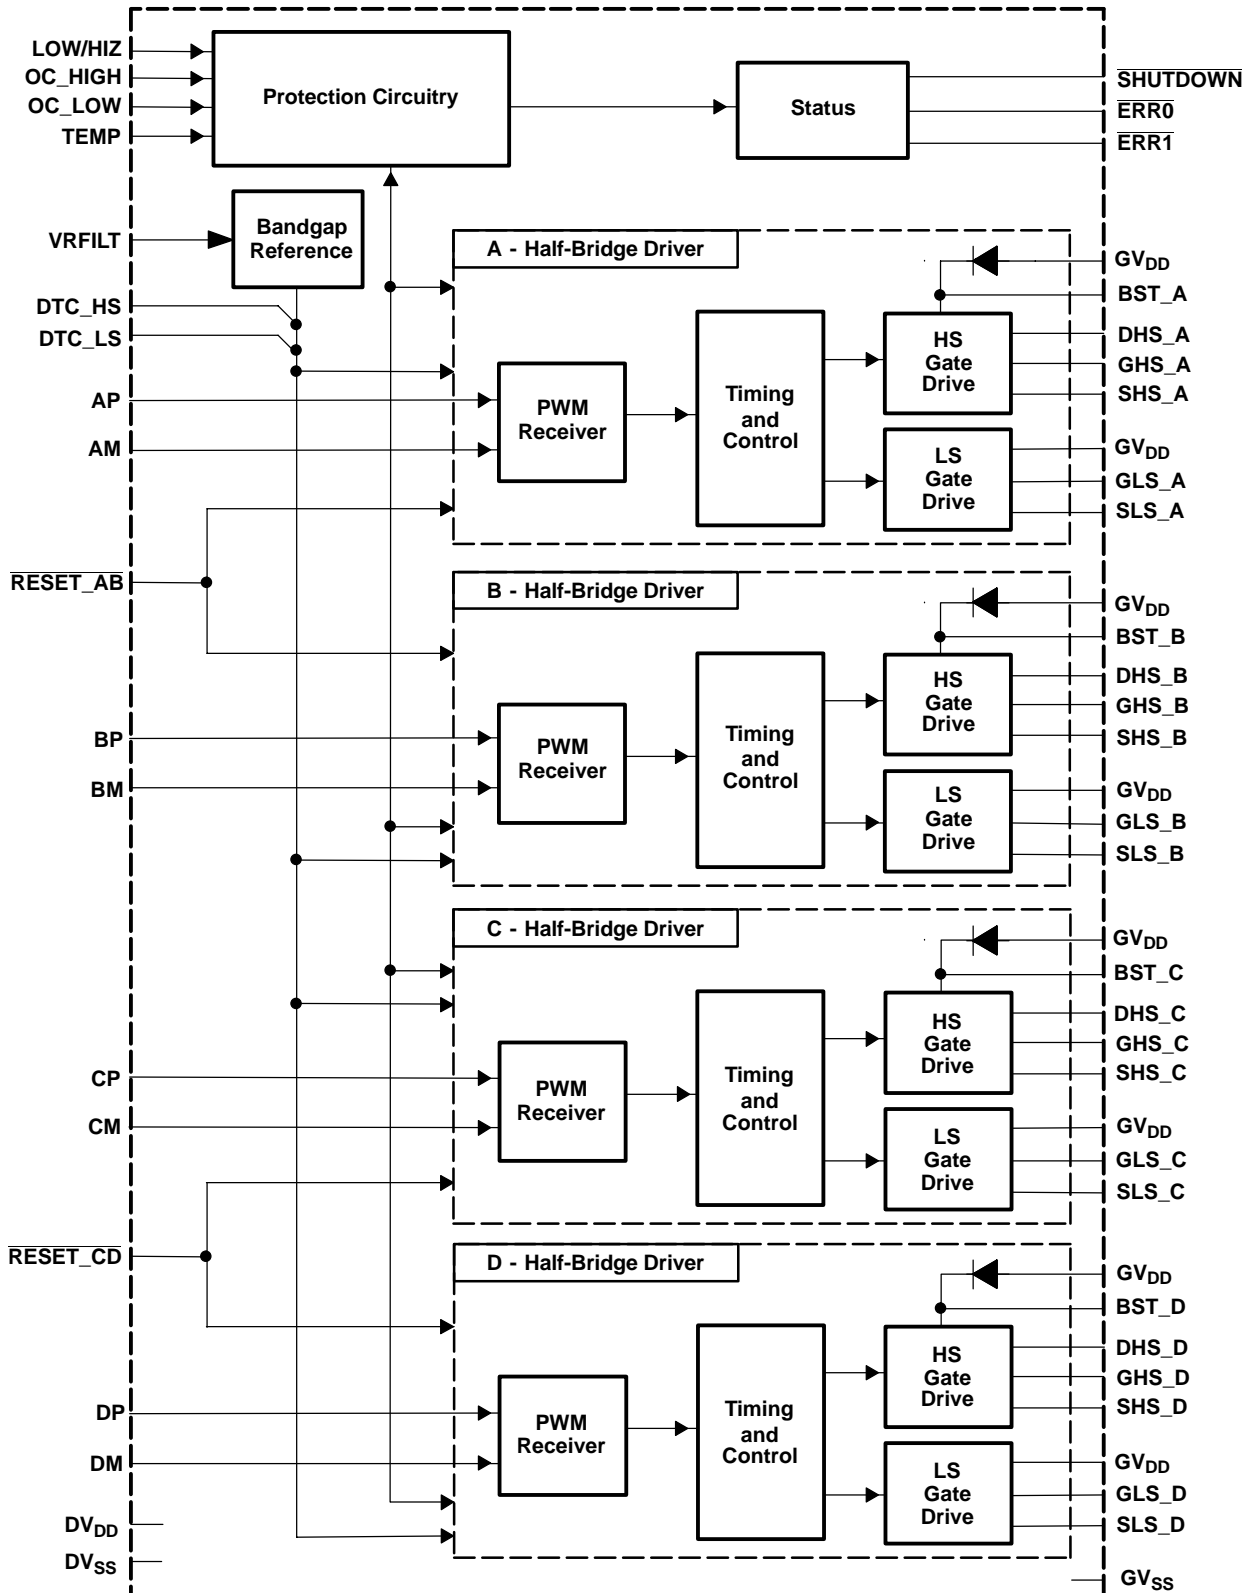 LOW/HIZ
OC_HIGH
OC_LOW
TEMP
Protection Circuitry
Status
SHUTDOWN
ERR0
ERR1
VRFILT
Bandgap
Reference
DTC_HS
DTC_LS
A - Half-Bridge Driver
GVDD
BST_A
AP
AM
PWM
Receiver
Timing
and
Control
HS
Gate
Drive
DHS_A
GHS_A
SHS_A
LS
Gate
Drive
GVDD
GLS_A
SLS_A
RESET_AB
B - Half-Bridge Driver
GVDD
BST_B
BP
BM
PWM
Receiver
Timing
and
Control
HS
Gate
Drive
DHS_B
GHS_B
SHS_B
LS
Gate
Drive
GVDD
GLS_B
SLS_B
C - Half-Bridge Driver
GVDD
BST_C
CP
CM
PWM
Receiver
Timing
and
Control
HS
Gate
Drive
DHS_C
GHS_C
SHS_C
LS
Gate
Drive
GVDD
GLS_C
SLS_C
RESET_CD
D - Half-Bridge Driver
GVDD
BST_D
DP
DM
PWM
Receiver
Timing
and
Control
HS
Gate
Drive
DHS_D
GHS_D
SHS_D
LS
Gate
Drive
GVDD
GLS_D
SLS_D
DVDD
DVSS
GVSS